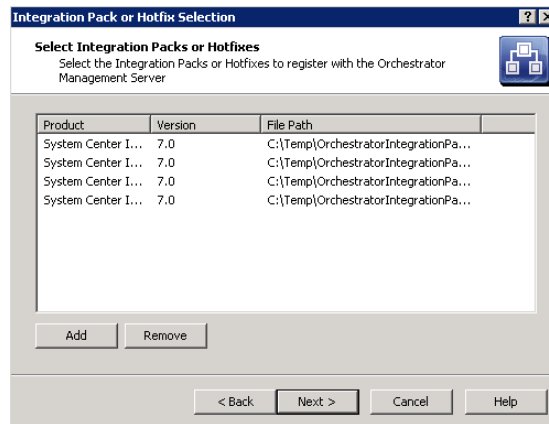 Integration Pack or Hotfix Selection
Select Integration Packs or Hotfixes
Select the Integration Packs or Hotfixes to register with the Orchestrator
Management Server
Product Version File Path
System Center I... 7.0 C:\Temp\OrchestratorIntegrationPa...
System Center I... 7.0 C:\Temp\OrchestratorIntegrationPa...
System Center I... 7.0 C:\Temp\OrchestratorIntegrationPa...
System Center I... 7.0 C:\Temp\OrchestratorIntegrationPa...
Add Remove
< Back Next > Cancel Help